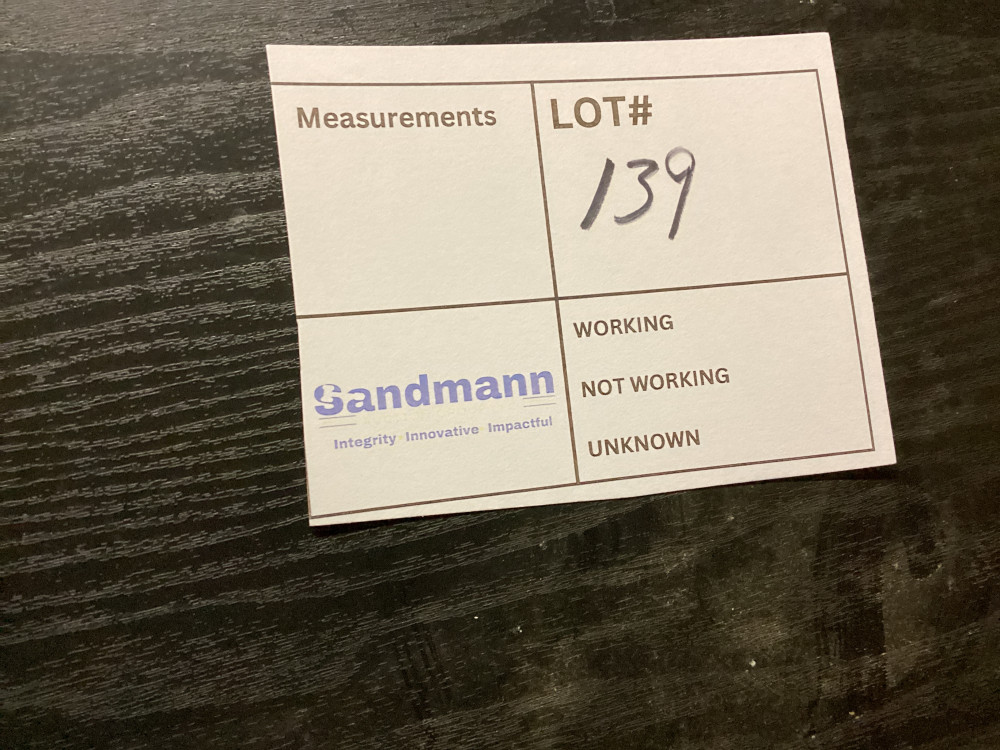 Measurements
LOT#
139
Sandmann
Integrity Innovative Impactful
WORKING
NOT WORKING
UNKNOWN